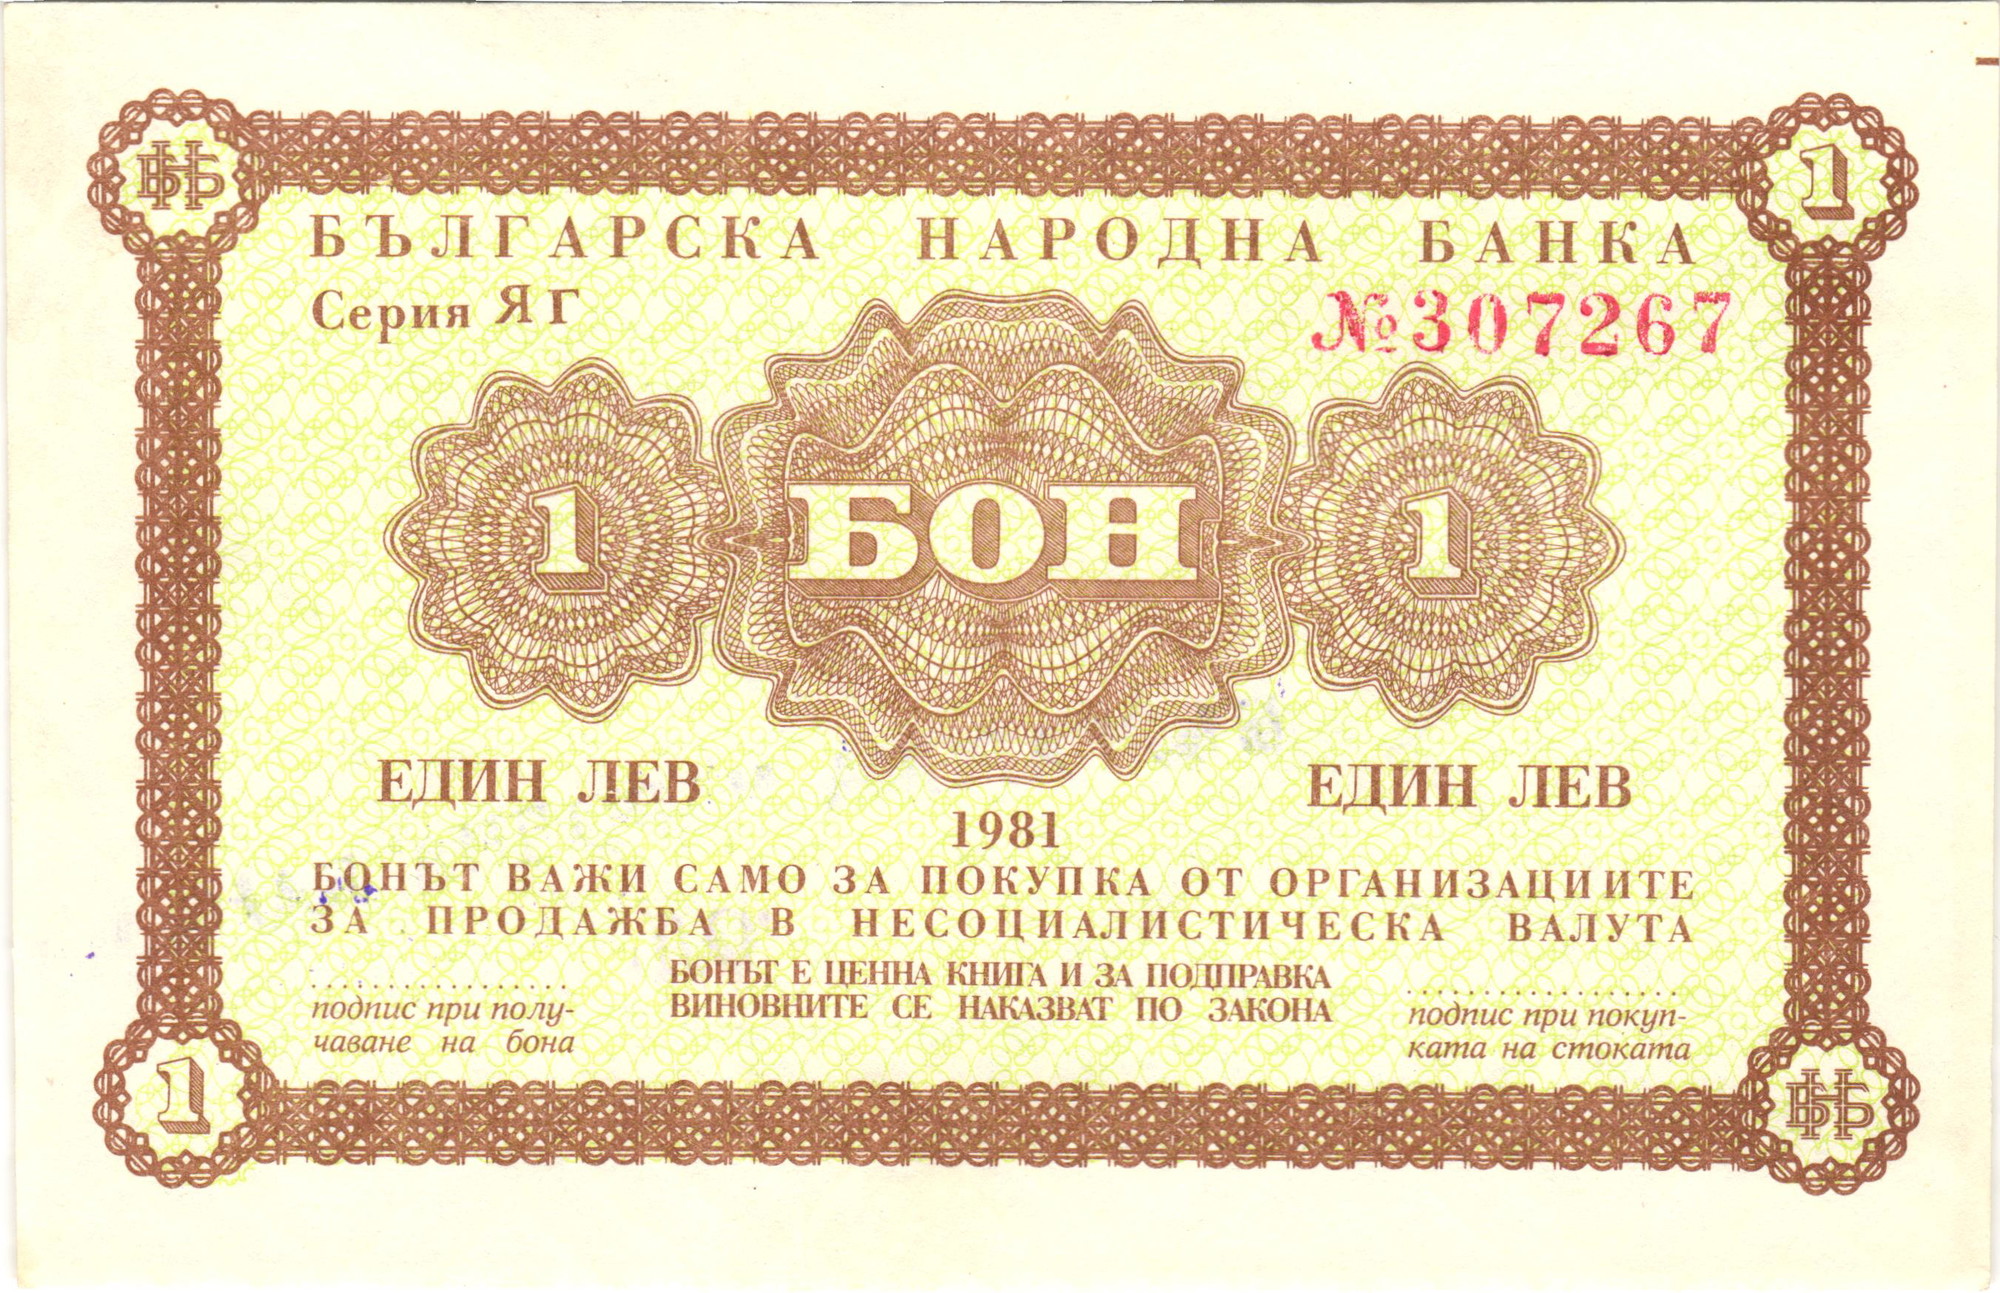 БНБ
1
БЪЛГАРСКА НАРОДНА БАНКА
Серия ЯГ
№307267
1 БОН 1
ЕДИН ЛЕВ
ЕДИН ЛЕВ
1981
БОНЪТ ВАЖИ САМО ЗА ПОКУПКА ОТ ОРГАНИЗАЦИИТЕ
ЗА ПРОДАЖБА В НЕСОЦИАЛИСТИЧЕСКА ВАЛУТА
БОНЪТ Е ЦЕННА КНИГА И ЗА ПОДПРАВКА
ВИНОВНИТЕ СЕ НАКАЗВАТ ПО ЗАКОНА
подпис при полу-
чаване на бона
подпис при покуп-
ката на стоката
1
БНБ